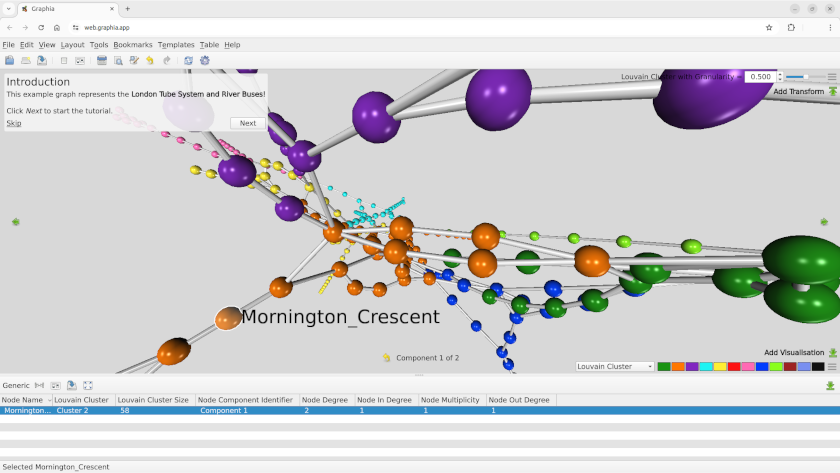 Graphia
web.graphia.app
File Edit View Layout Tools Bookmarks Templates Table Help
Introduction
This example graph represents the London Tube System and River Buses!
Click Next to start the tutorial.
Skip
Next
Louvain Cluster with Granularity = 0.500
Add Transform
Mornington_Crescent
Component 1 of 2
Add Visualisation
Louvain Cluster
Generic
Node Name Louvain Cluster Louvain Cluster Size Node Component Identifier Node Degree Node In Degree Node Multiplicity Node Out Degree
Mornington... Cluster 2 58 Component 1 2 1 1 1
Selected Mornington_Crescent